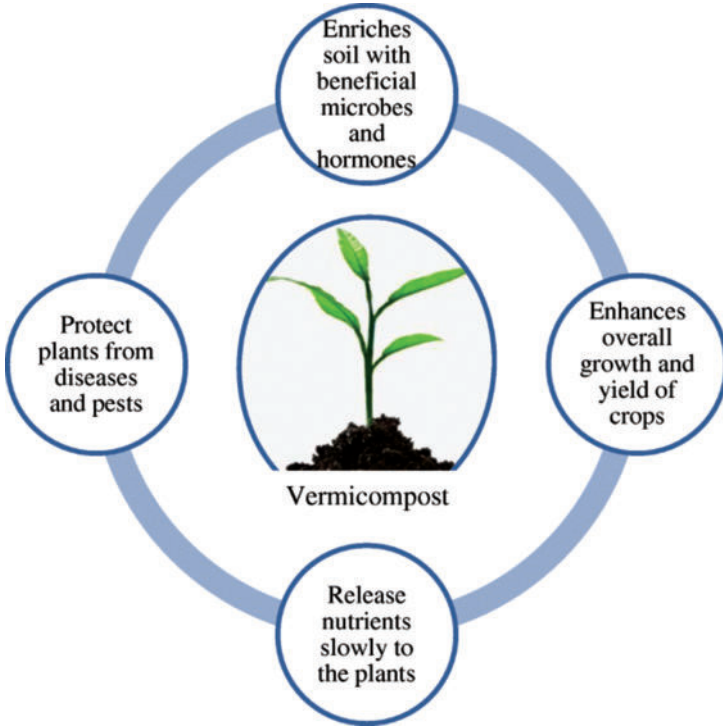 Enriches
soil with
beneficial
microbes
and
hormones
Protect
plants from
diseases
and pests
Enhances
overall
growth and
yield of
crops
Vermicompost
Release
nutrients
slowly to
the plants